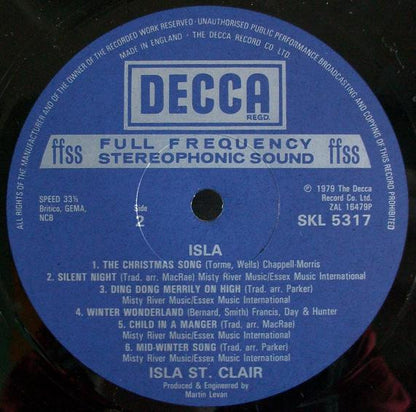 ALL RIGHTS OF THE MANUFACTURER AND OF THE OWNER OF THE RECORDED WORK RESERVED · UNAUTHORISED PUBLIC PERFORMANCE BROADCASTING AND COPYING OF THIS RECORD PROHIBITED
MADE IN ENGLAND · THE DECCA RECORD CO LTD
DECCA
REGD.
ffss FULL FREQUENCY ffss
STEREOPHONIC SOUND
SPEED 33⅓
Britico, GEMA,
NCB
Side
2
℗ 1979 The Decca
Record Co. Ltd.
ZAL 16479P
SKL 5317
ISLA
1. THE CHRISTMAS SONG (Torme, Wells) Chappell-Morris
2. SILENT NIGHT (Trad. arr. MacRae) Misty River Music/Essex Music International
3. DING DONG MERRILY ON HIGH (Trad. arr. Parker)
Misty River Music/Essex Music International
4. WINTER WONDERLAND (Bernard, Smith) Francis, Day & Hunter
5. CHILD IN A MANGER (Trad. arr. MacRae)
Misty River Music/Essex Music International
6. MID-WINTER SONG (Trad. arr. Parker)
Misty River Music/Essex Music International
ISLA ST. CLAIR
Produced & Engineered by
Martin Levan